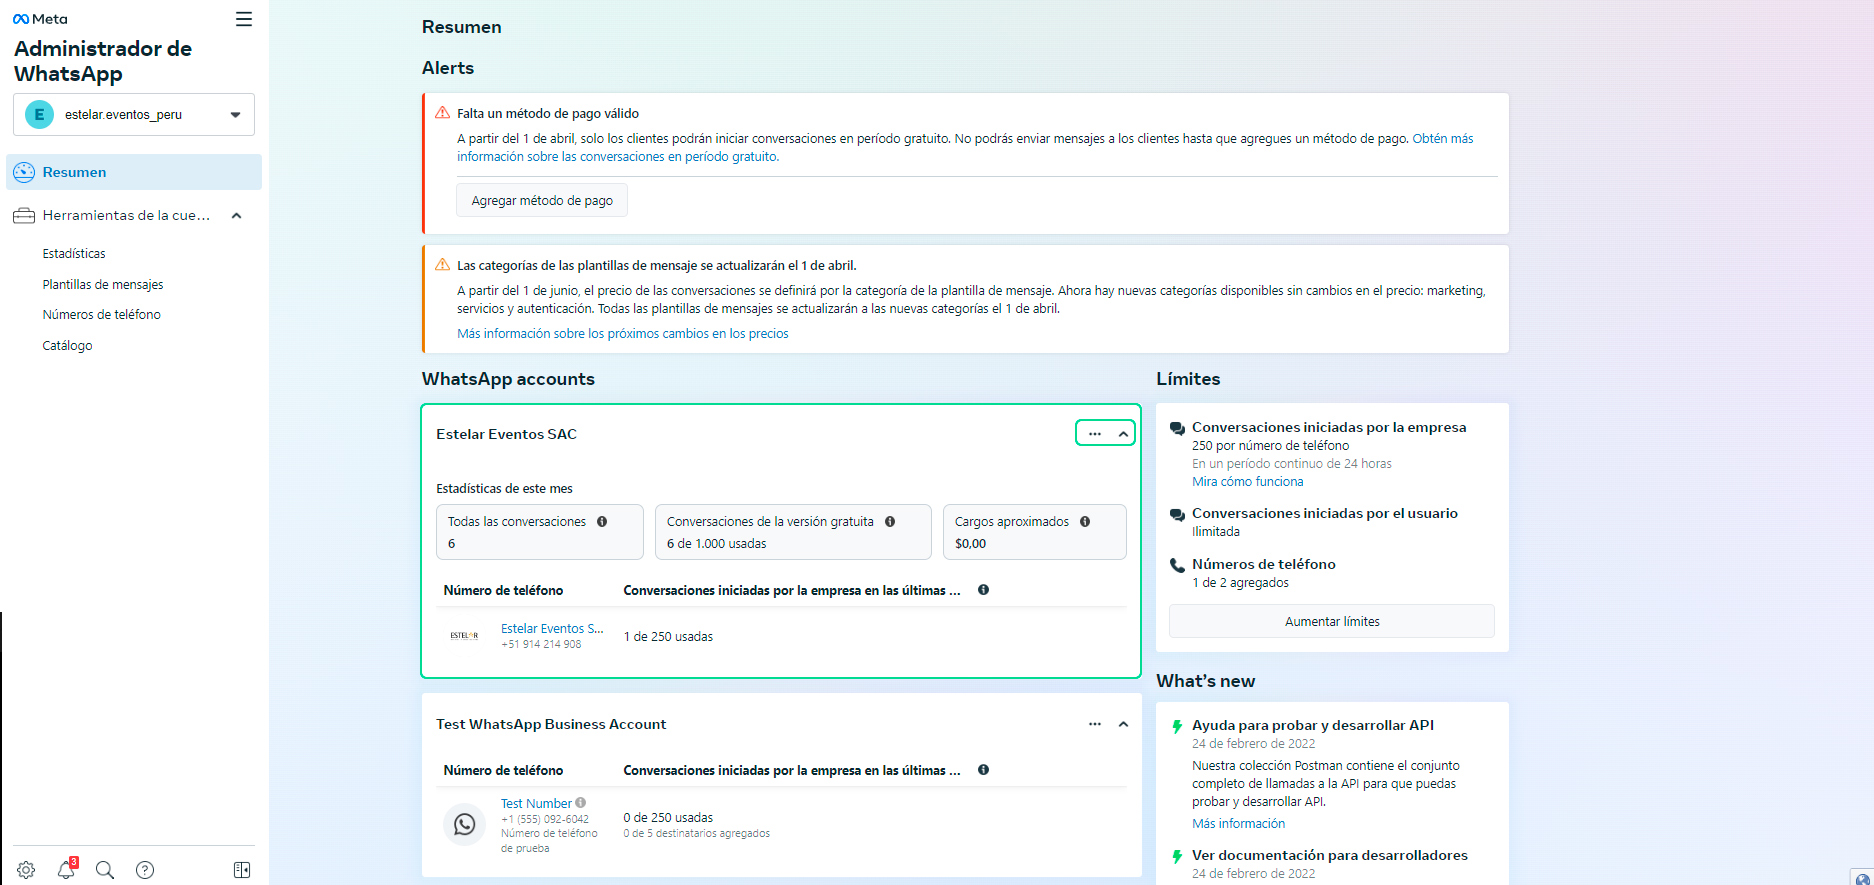 Meta
Administrador de
WhatsApp
E
estelar.eventos_peru
Resumen
Herramientas de la cue...
Estadísticas
Plantillas de mensajes
Números de teléfono
Catálogo
3
Resumen
Alerts
Falta un método de pago válido
A partir del 1 de abril, solo los clientes podrán iniciar conversaciones en período gratuito. No podrás enviar mensajes a los clientes hasta que agregues un método de pago. Obtén más
información sobre las conversaciones en período gratuito.
Agregar método de pago
Las categorías de las plantillas de mensaje se actualizarán el 1 de abril.
A partir del 1 de junio, el precio de las conversaciones se definirá por la categoría de la plantilla de mensaje. Ahora hay nuevas categorías disponibles sin cambios en el precio: marketing,
servicios y autenticación. Todas las plantillas de mensajes se actualizarán a las nuevas categorías el 1 de abril.
Más información sobre los próximos cambios en los precios
WhatsApp accounts
Estelar Eventos SAC
Estadísticas de este mes
Todas las conversaciones
6
Conversaciones de la versión gratuita
6 de 1.000 usadas
Cargos aproximados
$0,00
Número de teléfono
Conversaciones iniciadas por la empresa en las últimas ...
ESTELAR
Estelar Eventos S...
+51 914 214 908
1 de 250 usadas
Test WhatsApp Business Account
Número de teléfono
Conversaciones iniciadas por la empresa en las últimas ...
Test Number
+1 (555) 092-6042
Número de teléfono
de prueba
0 de 250 usadas
0 de 5 destinatarios agregados
Límites
Conversaciones iniciadas por la empresa
250 por número de teléfono
En un período continuo de 24 horas
Mira cómo funciona
Conversaciones iniciadas por el usuario
Ilimitada
Números de teléfono
1 de 2 agregados
Aumentar límites
What's new
Ayuda para probar y desarrollar API
24 de febrero de 2022
Nuestra colección Postman contiene el conjunto
completo de llamadas a la API para que puedas
probar y desarrollar API.
Más información
Ver documentación para desarrolladores
24 de febrero de 2022